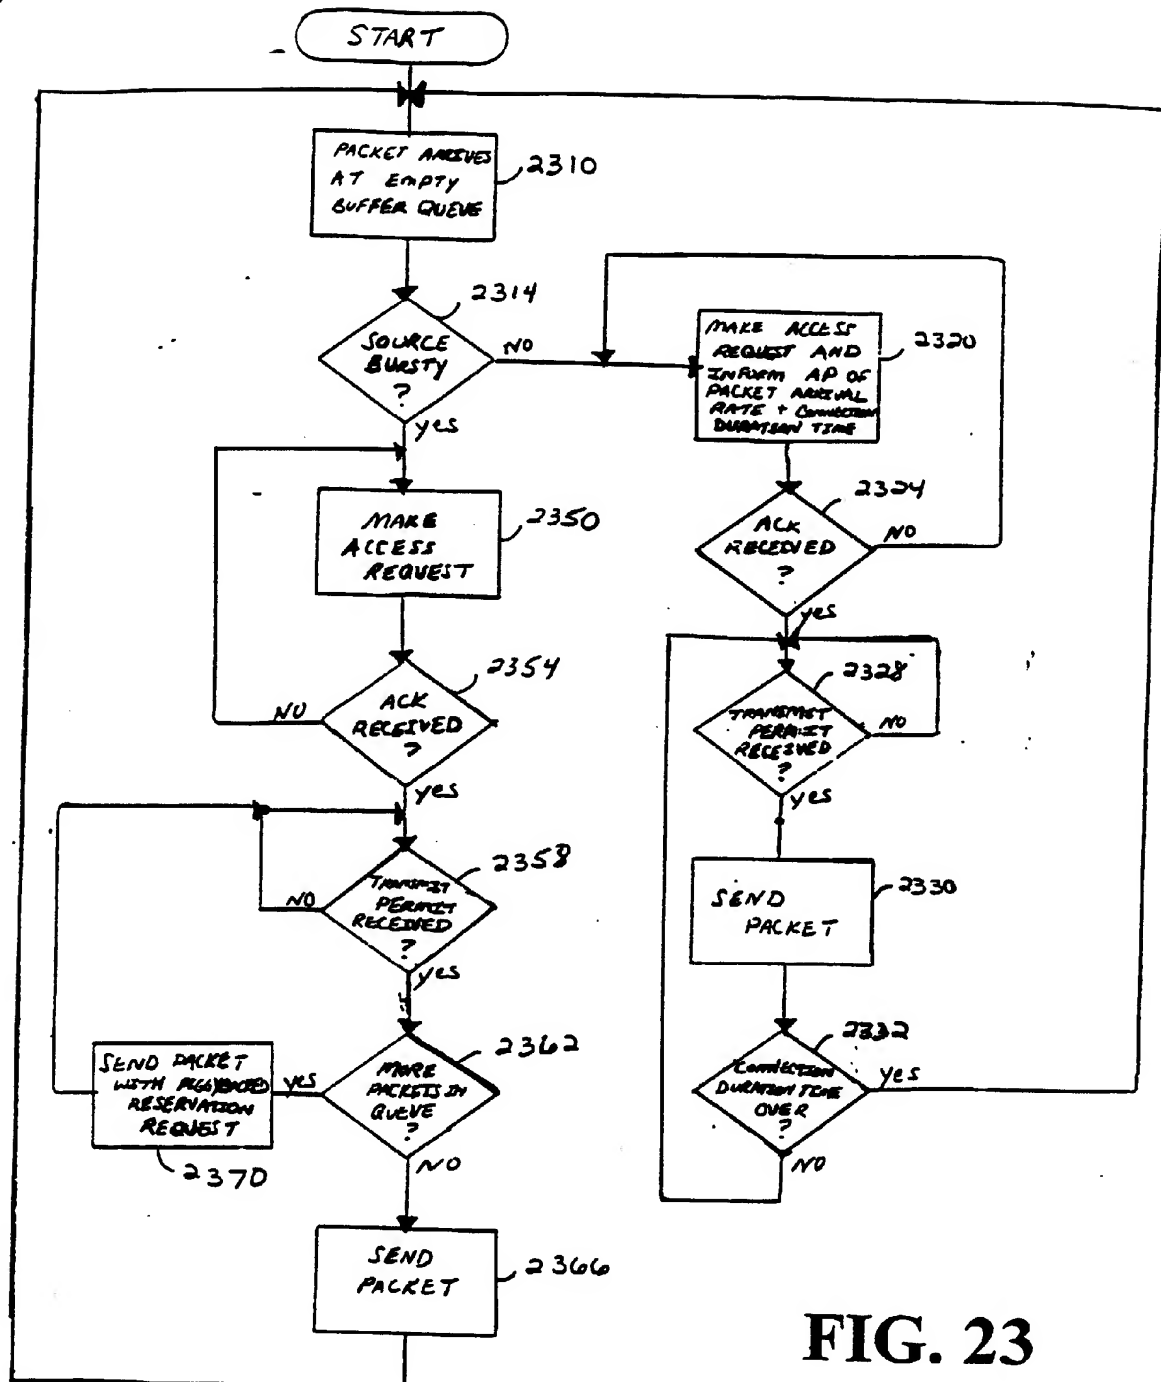 START
PACKET ARRIVES
AT EMPTY
BUFFER QUEUE
2310
2314
SOURCE
BURSTY
?
NO
yes
MAKE ACCESS
REQUEST AND
INFORM AP OF
PACKET ARRIVAL
RATE + CONNECTION
DURATION TIME
2320
MAKE
ACCESS
REQUEST
2350
2324
ACK
RECEIVED
?
NO
yes
2354
ACK
RECEIVED
?
NO
yes
2328
TRANSMIT
PERMIT
RECEIVED
?
NO
yes
2358
TRANSMIT
PERMIT
RECEIVED
?
NO
yes
SEND
PACKET
2330
2362
MORE
PACKETS IN
QUEUE
?
yes
NO
2332
CONNECTION
DURATION TIME
OVER
?
yes
NO
SEND PACKET
WITH PIGGYBACKED
RESERVATION
REQUEST
2370
SEND
PACKET
2366
FIG. 23